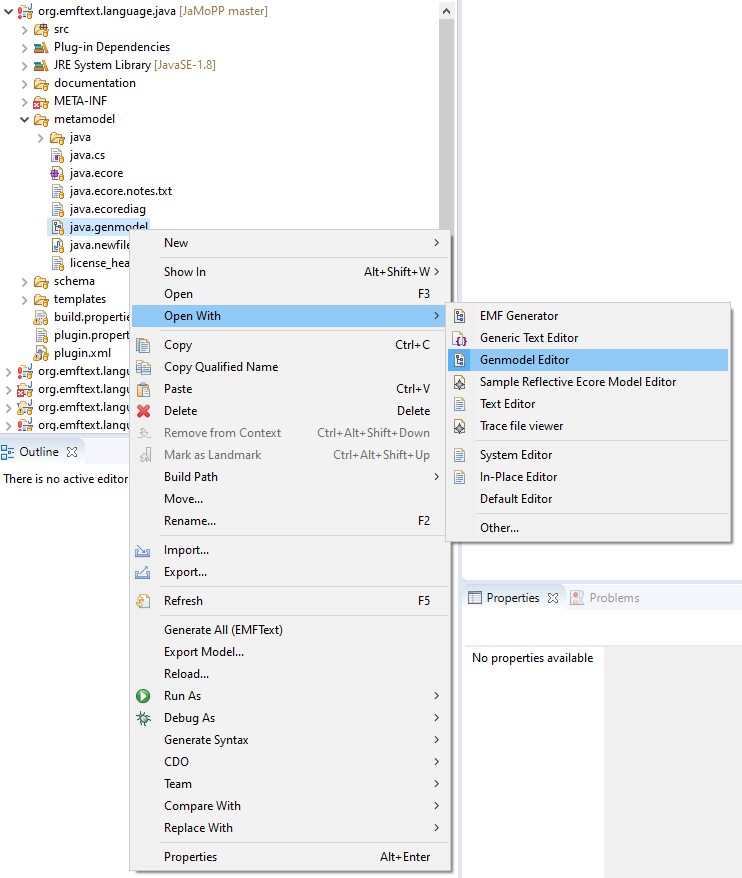 org.emftext.language.java [JaMoPP master]
src
Plug-in Dependencies
JRE System Library [JavaSE-1.8]
documentation
META-INF
metamodel
java
java.cs
java.ecore
java.ecore.notes.txt
java.ecorediag
java.genmodel
java.newfile
license_hea
schema
templates
build.propertie
plugin.propert
plugin.xml
org.emftext.langu
org.emftext.langu
org.emftext.langu
org.emftext.langu
Outline
There is no active editor
New
Show In Alt+Shift+W
Open F3
Open With
Copy Ctrl+C
Copy Qualified Name
Paste Ctrl+V
Delete Delete
Remove from Context Ctrl+Alt+Shift+Down
Mark as Landmark Ctrl+Alt+Shift+Up
Build Path
Move...
Rename... F2
Import...
Export...
Refresh F5
Generate All (EMFText)
Export Model...
Reload...
Run As
Debug As
Generate Syntax
CDO
Team
Compare With
Replace With
Properties Alt+Enter
EMF Generator
Generic Text Editor
Genmodel Editor
Sample Reflective Ecore Model Editor
Text Editor
Trace file viewer
System Editor
In-Place Editor
Default Editor
Other...
Properties
Problems
No properties available